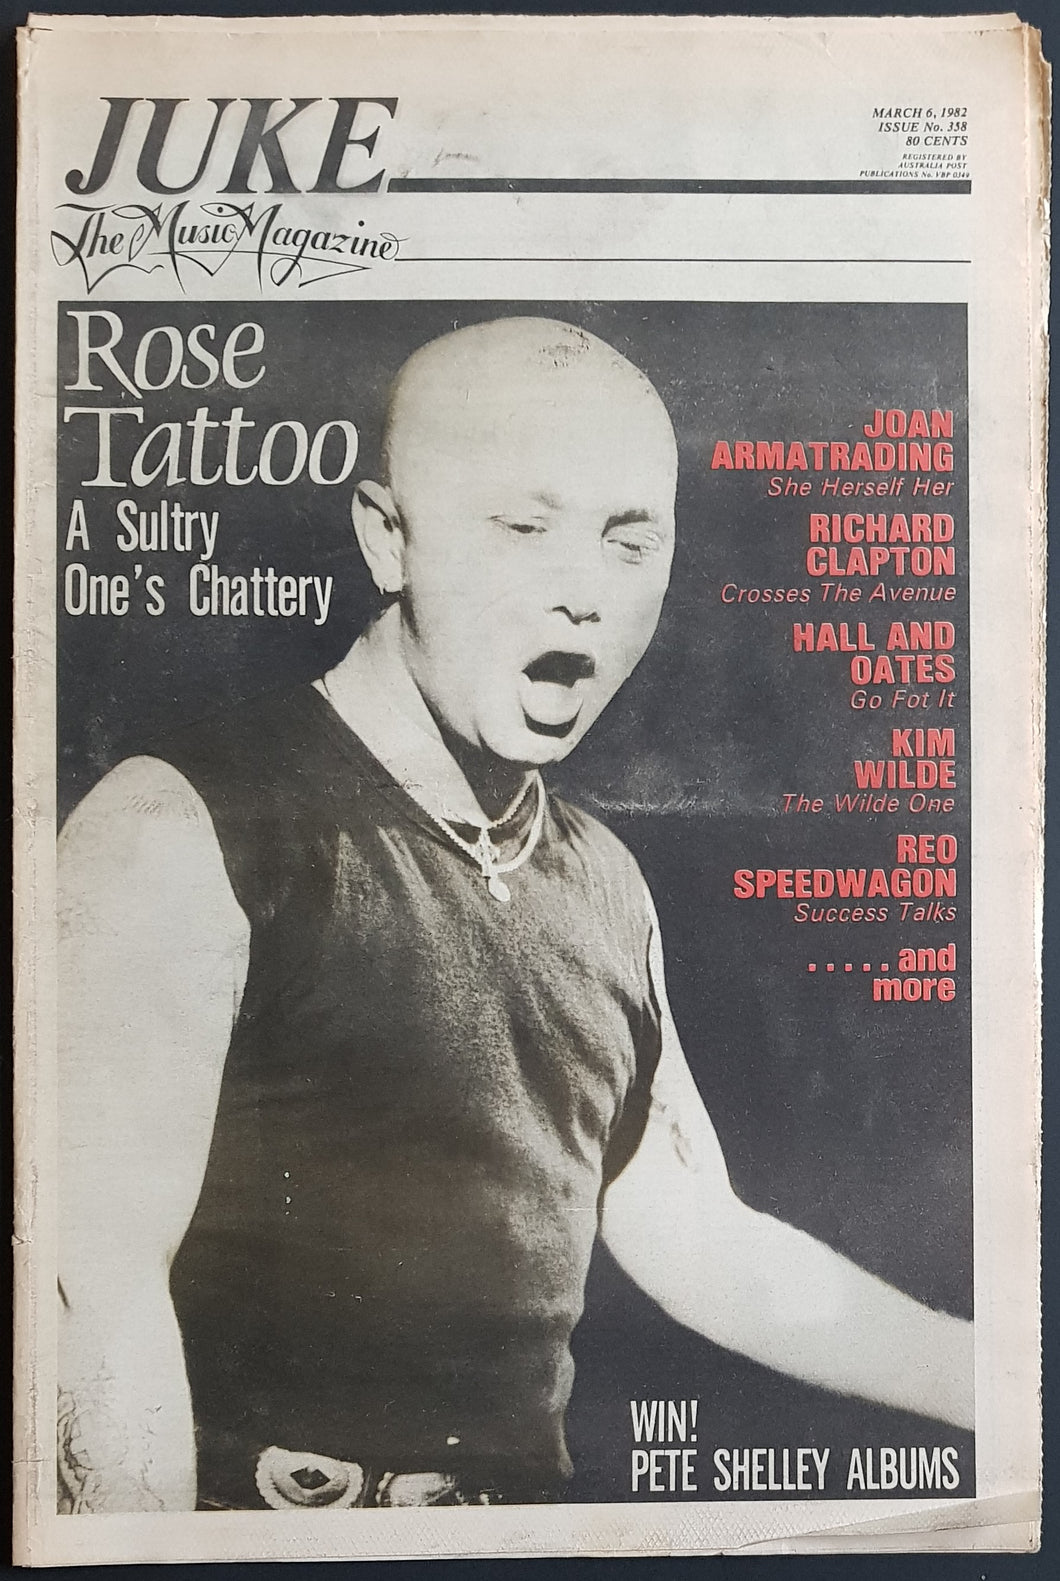 JUKE
The Music Magazine
MARCH 6, 1982
ISSUE No. 358
80 CENTS
REGISTERED BY
AUSTRALIA POST
PUBLICATIONS No. VBP 0349
Rose
Tattoo
A Sultry
One's Chattery
JOAN
ARMATRADING
She Herself Her
RICHARD
CLAPTON
Crosses The Avenue
HALL AND
OATES
Go Fot It
KIM
WILDE
The Wilde One
REO
SPEEDWAGON
Success Talks
.....and
more
WIN!
PETE SHELLEY ALBUMS